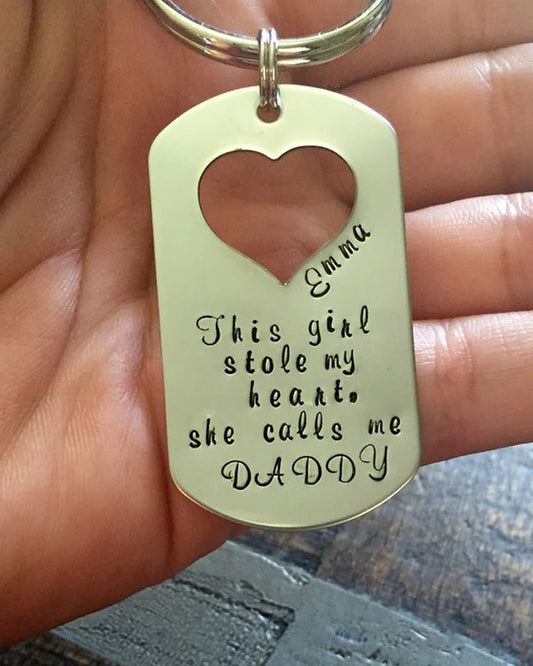 Emma
This girl
stole my
heart.
she calls me
DADDY